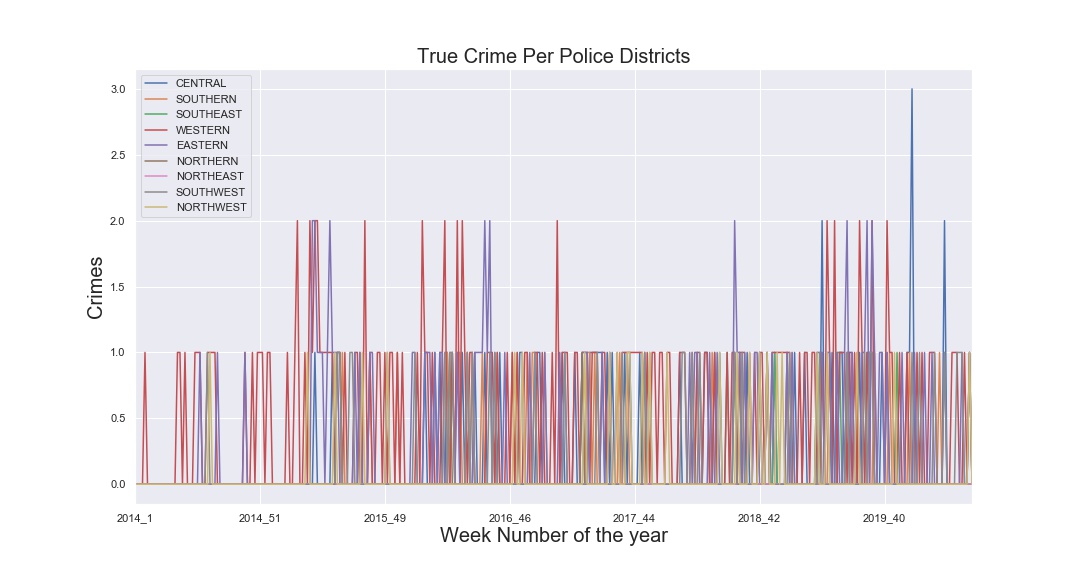 True Crime Per Police Districts
3.0
2.5
2.0
1.5
1.0
0.5
0.0
Crimes
CENTRAL
SOUTHERN
SOUTHEAST
WESTERN
EASTERN
NORTHERN
NORTHEAST
SOUTHWEST
NORTHWEST
2014_1 2014_51 2015_49 2016_46 2017_44 2018_42 2019_40
Week Number of the year